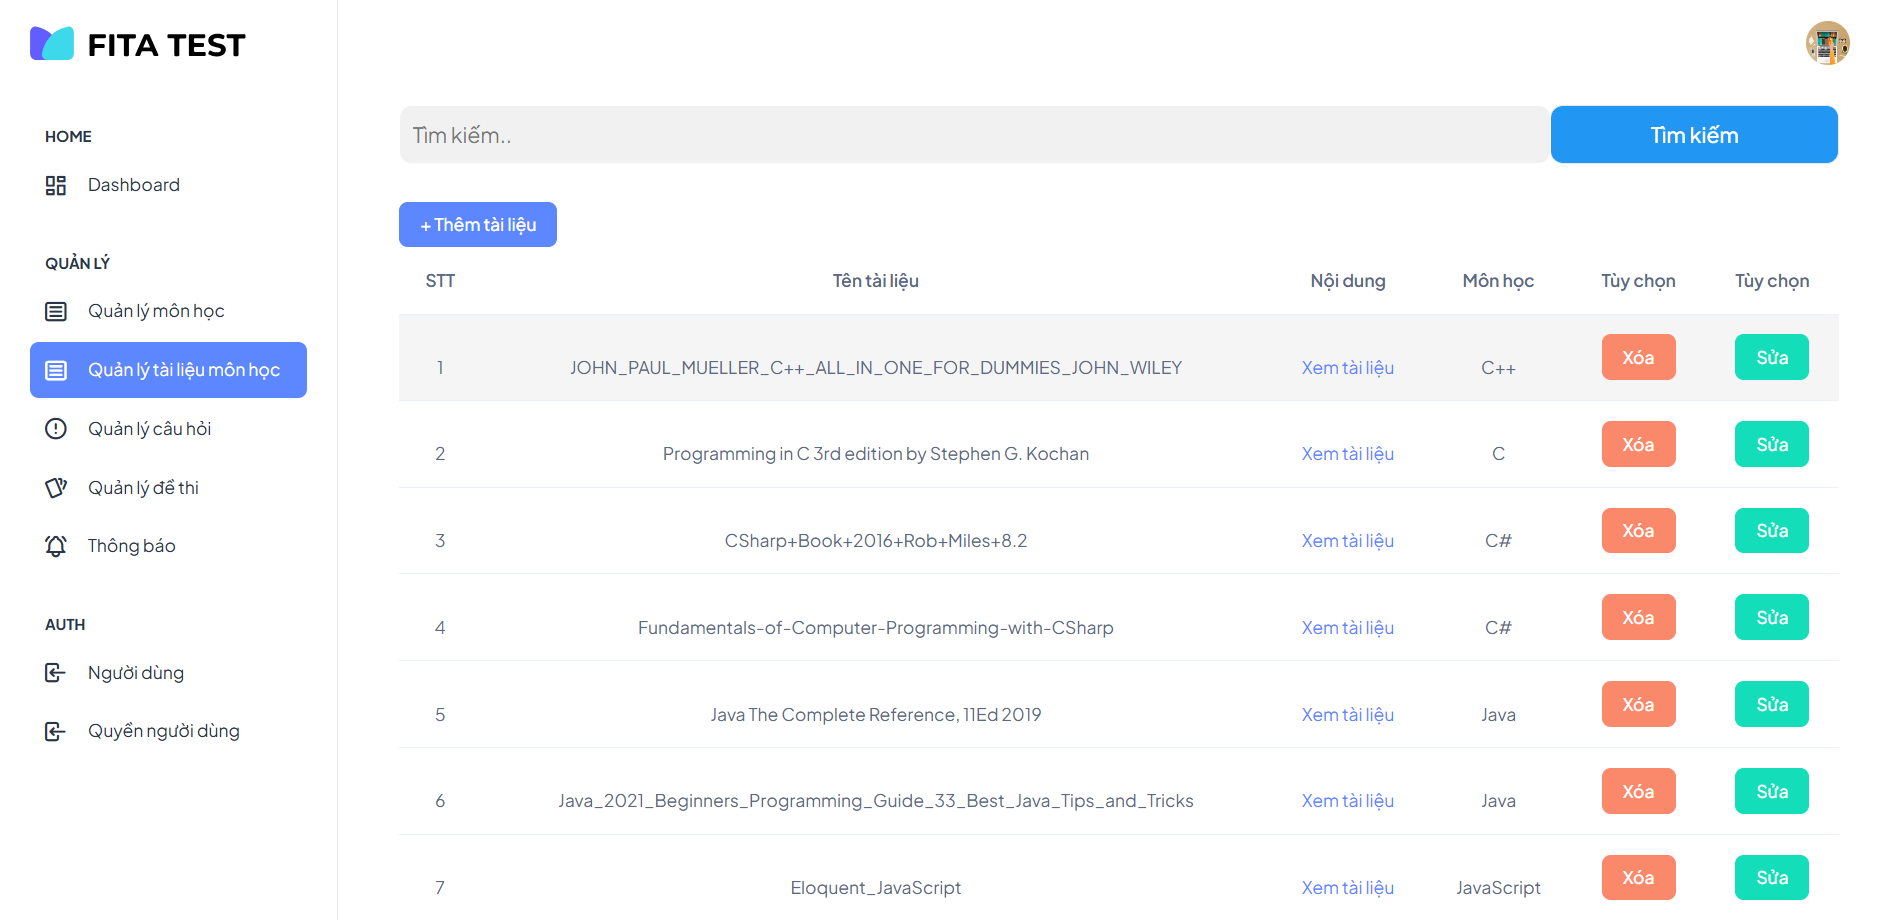 FITA TEST
HOME
Dashboard
QUẢN LÝ
Quản lý môn học
Quản lý tài liệu môn học
Quản lý câu hỏi
Quản lý đề thi
Thông báo
AUTH
Người dùng
Quyền người dùng
Tìm kiếm..
Tìm kiếm
+ Thêm tài liệu
STT Tên tài liệu Nội dung Môn học Tùy chọn Tùy chọn
1 JOHN_PAUL_MUELLER_C++_ALL_IN_ONE_FOR_DUMMIES_JOHN_WILEY Xem tài liệu C++ Xóa Sửa
2 Programming in C 3rd edition by Stephen G. Kochan Xem tài liệu C Xóa Sửa
3 CSharp+Book+2016+Rob+Miles+8.2 Xem tài liệu C# Xóa Sửa
4 Fundamentals-of-Computer-Programming-with-CSharp Xem tài liệu C# Xóa Sửa
5 Java The Complete Reference, 11Ed 2019 Xem tài liệu Java Xóa Sửa
6 Java_2021_Beginners_Programming_Guide_33_Best_Java_Tips_and_Tricks Xem tài liệu Java Xóa Sửa
7 Eloquent_JavaScript Xem tài liệu JavaScript Xóa Sửa